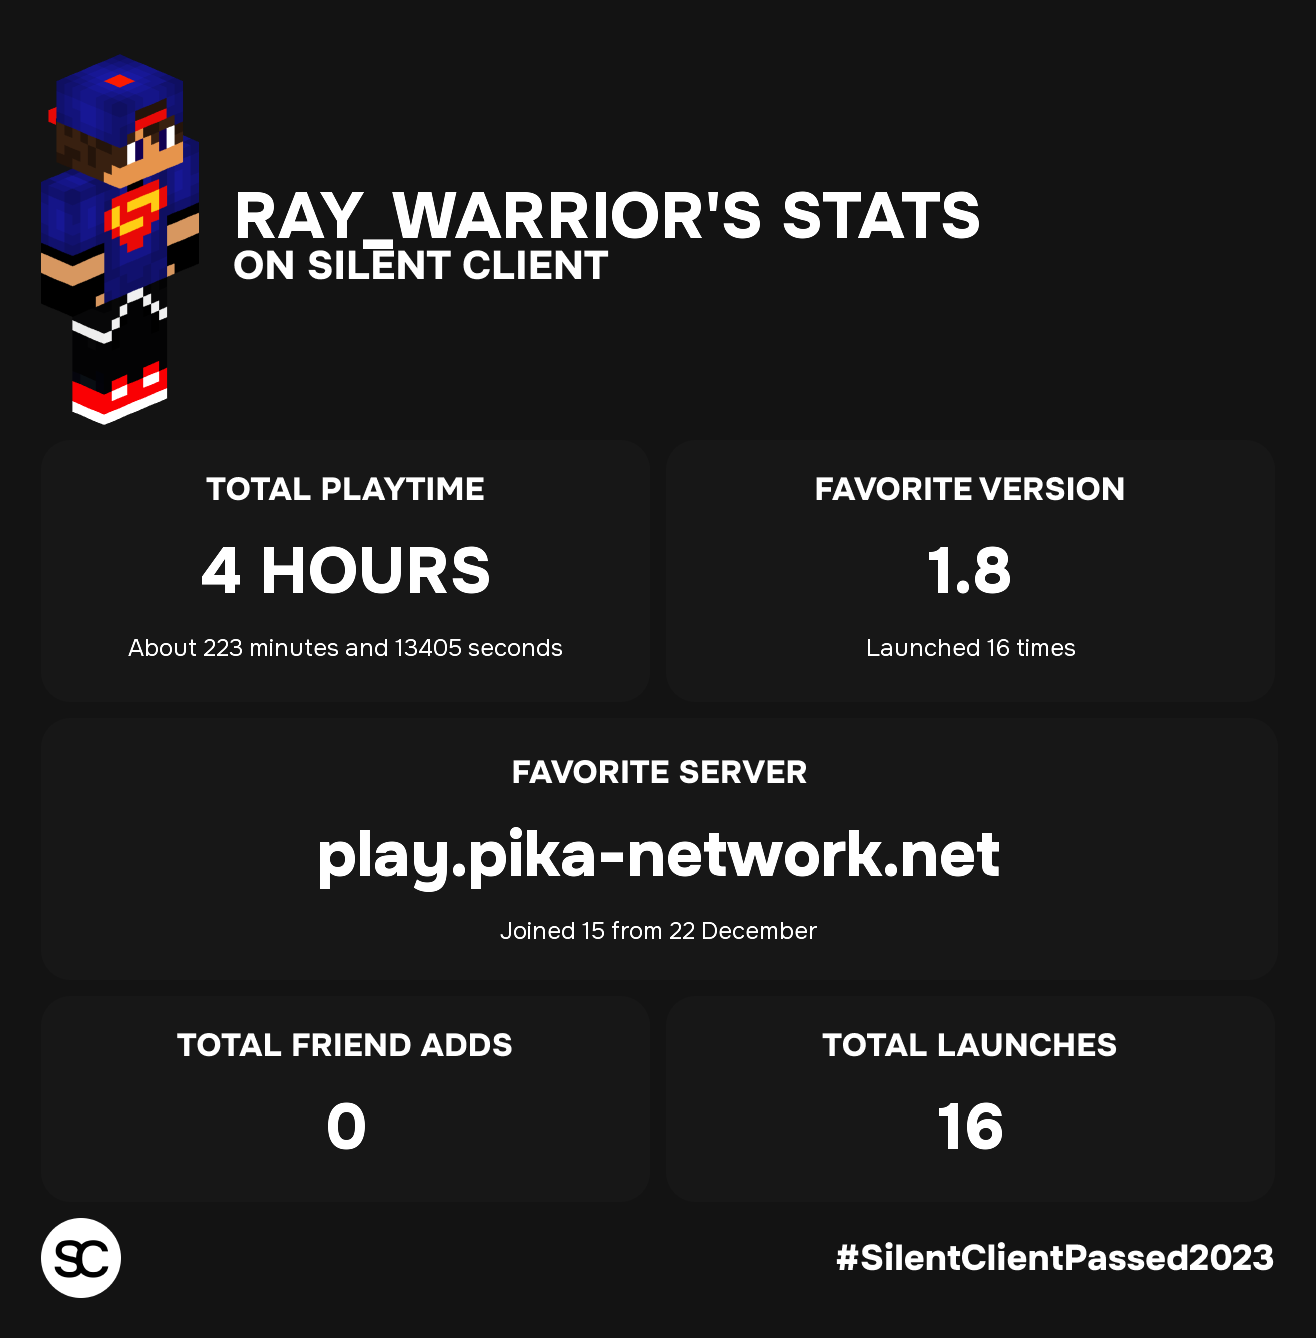 RAY_WARRIOR'S STATS
ON SILENT CLIENT
TOTAL PLAYTIME
4 HOURS
About 223 minutes and 13405 seconds
FAVORITE VERSION
1.8
Launched 16 times
FAVORITE SERVER
play.pika-network.net
Joined 15 from 22 December
TOTAL FRIEND ADDS
0
TOTAL LAUNCHES
16
SC
#SilentClientPassed2023